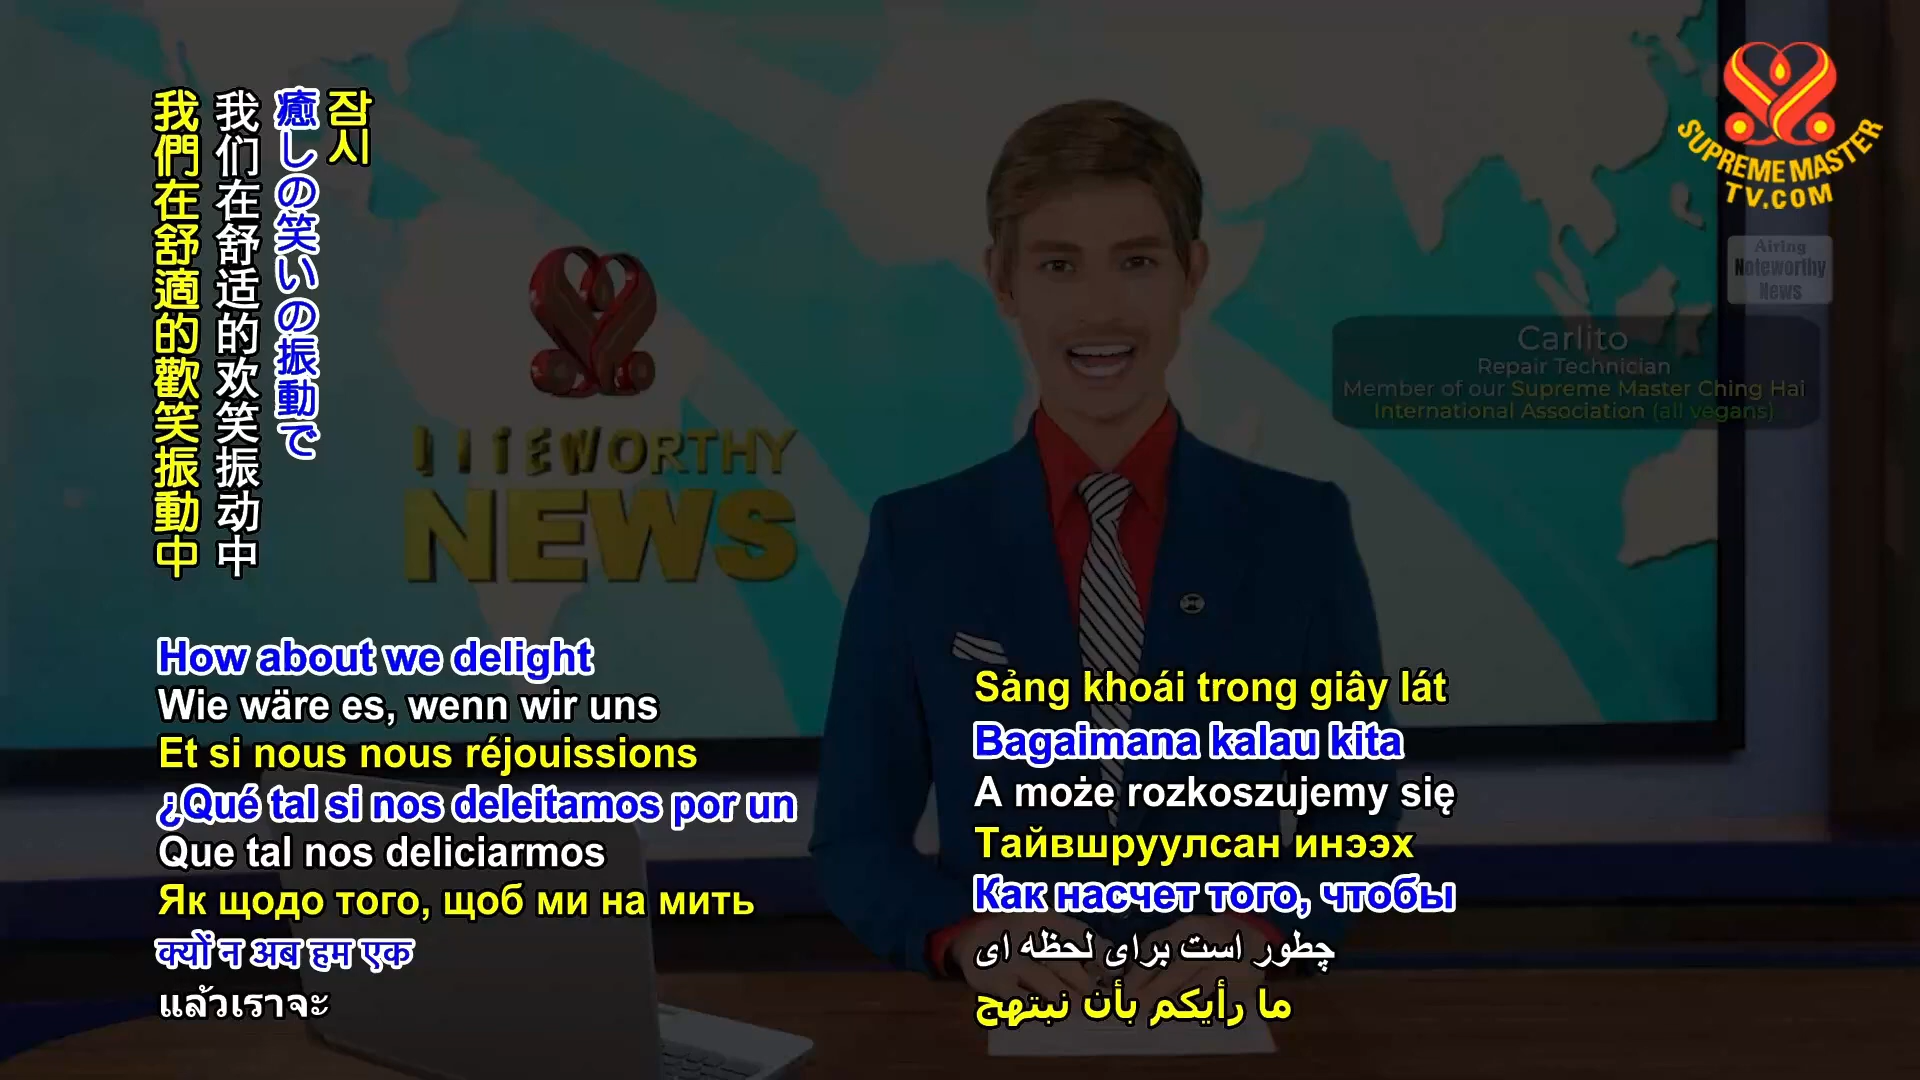 잠시
癒しの笑いの振動で
我们在舒适的欢笑振动中
我們在舒適的歡笑振動中
SUPREME MASTER
TV.COM
Airing
Noteworthy
News
Carlito
Repair Technician
Member of our Supreme Master Ching Hai
International Association (all vegans)
WORTHY
NEWS
How about we delight
Wie wäre es, wenn wir uns
Et si nous nous réjouissions
¿Qué tal si nos deleitamos por un
Que tal nos deliciarmos
Як щодо того, щоб ми на мить
क्यों न अब हम एक
แล้วเราจะ
Sảng khoái trong giây lát
Bagaimana kalau kita
A może rozkoszujemy się
Тайвшруулсан инээх
Как насчет того, чтобы
چطور است برای لحظه ای
ما رأيكم بأن نبتهج